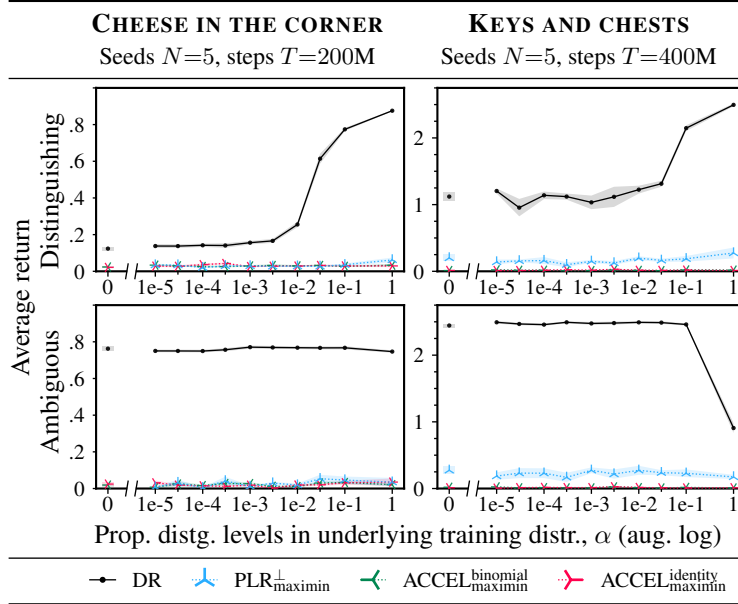 CHEESE IN THE CORNER
Seeds N=5, steps T=200M
KEYS AND CHESTS
Seeds N=5, steps T=400M
Average return
Distinguishing
.8
.6
.4
.2
0
0 1e-5 1e-4 1e-3 1e-2 1e-1 1
2
1
0
0 1e-5 1e-4 1e-3 1e-2 1e-1 1
Ambiguous
.8
.6
.4
.2
0
0 1e-5 1e-4 1e-3 1e-2 1e-1 1
2
1
0
0 1e-5 1e-4 1e-3 1e-2 1e-1 1
Prop. distg. levels in underlying training distr., α (aug. log)
DR PLR⊥maximin ACCELbinomial maximin ACCELidentity maximin